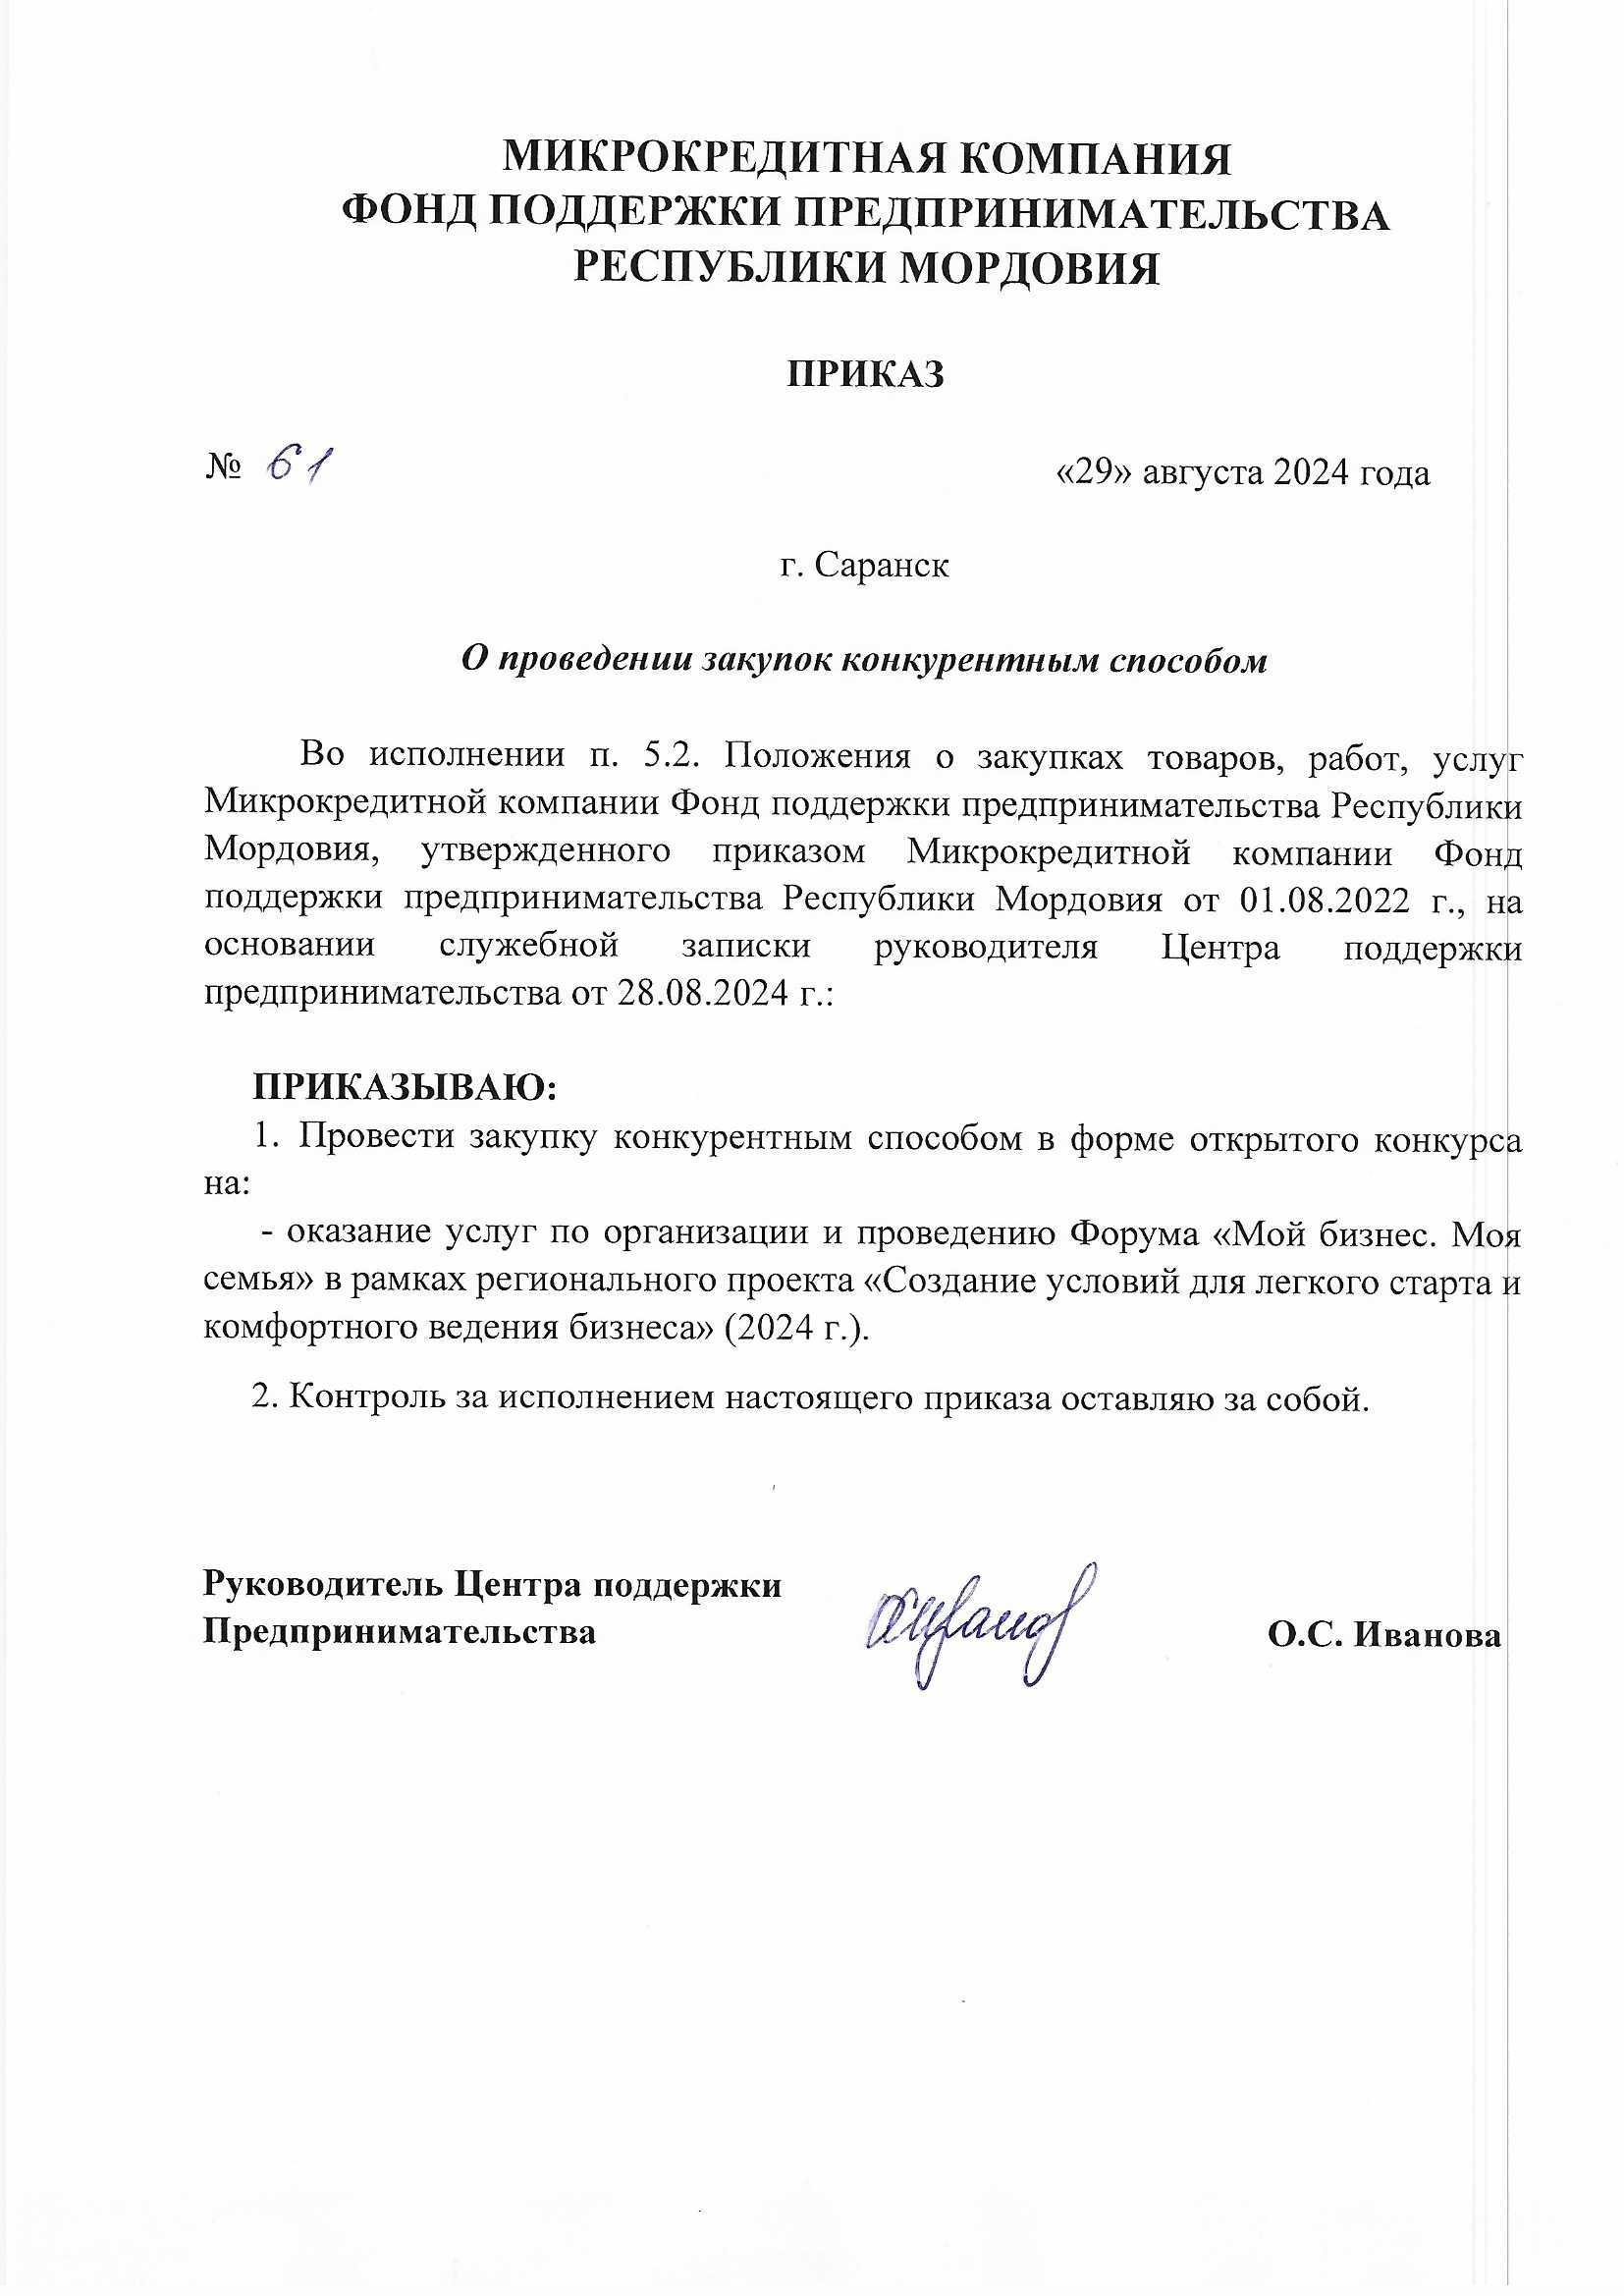 МИКРОКРЕДИТНАЯ КОМПАНИЯ
ФОНД ПОДДЕРЖКИ ПРЕДПРИНИМАТЕЛЬСТВА
РЕСПУБЛИКИ МОРДОВИЯ
ПРИКАЗ
№ 61 «29» августа 2024 года
г. Саранск
О проведении закупок конкурентным способом
Во исполнении п. 5.2. Положения о закупках товаров, работ, услуг
Микрокредитной компании Фонд поддержки предпринимательства Республики
Мордовия, утвержденного приказом Микрокредитной компании Фонд
поддержки предпринимательства Республики Мордовия от 01.08.2022 г., на
основании служебной записки руководителя Центра поддержки
предпринимательства от 28.08.2024 г.:
ПРИКАЗЫВАЮ:
1. Провести закупку конкурентным способом в форме открытого конкурса
на:
- оказание услуг по организации и проведению Форума «Мой бизнес. Моя
семья» в рамках регионального проекта «Создание условий для легкого старта и
комфортного ведения бизнеса» (2024 г.).
2. Контроль за исполнением настоящего приказа оставляю за собой.
Руководитель Центра поддержки
Предпринимательства О.С. Иванова